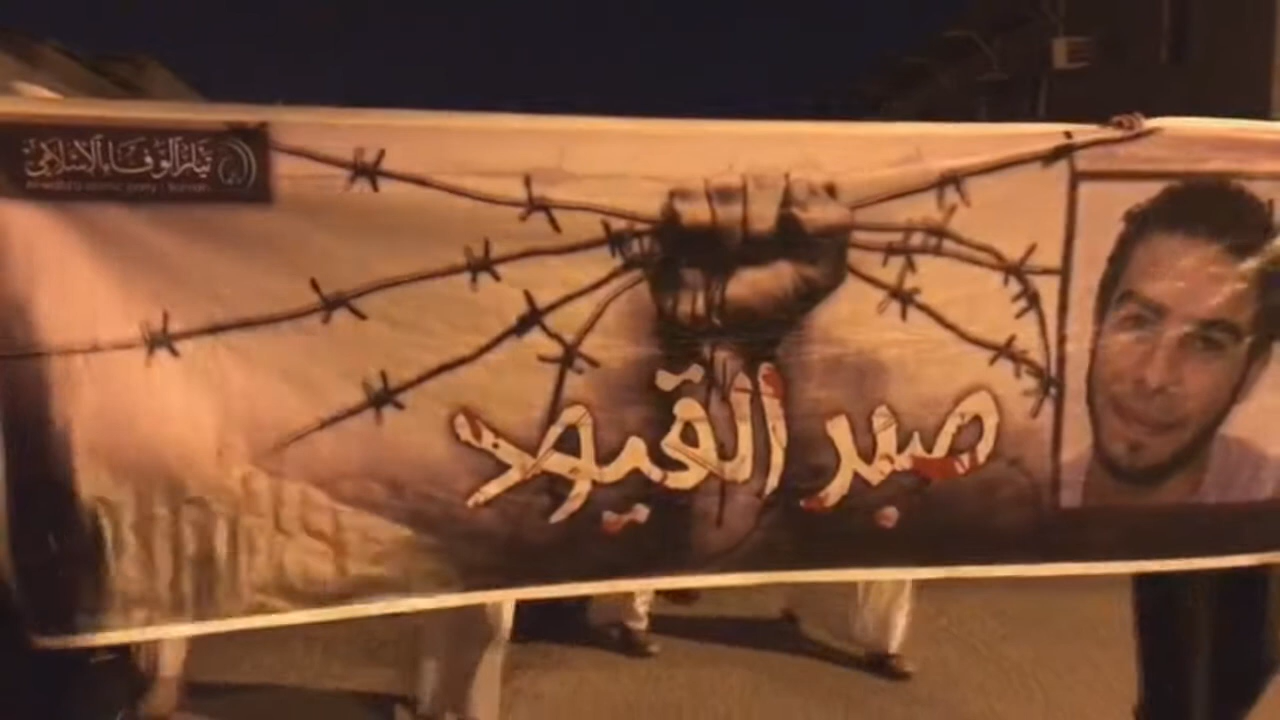 تيار الوفاء الإسلامي
صبر القيود